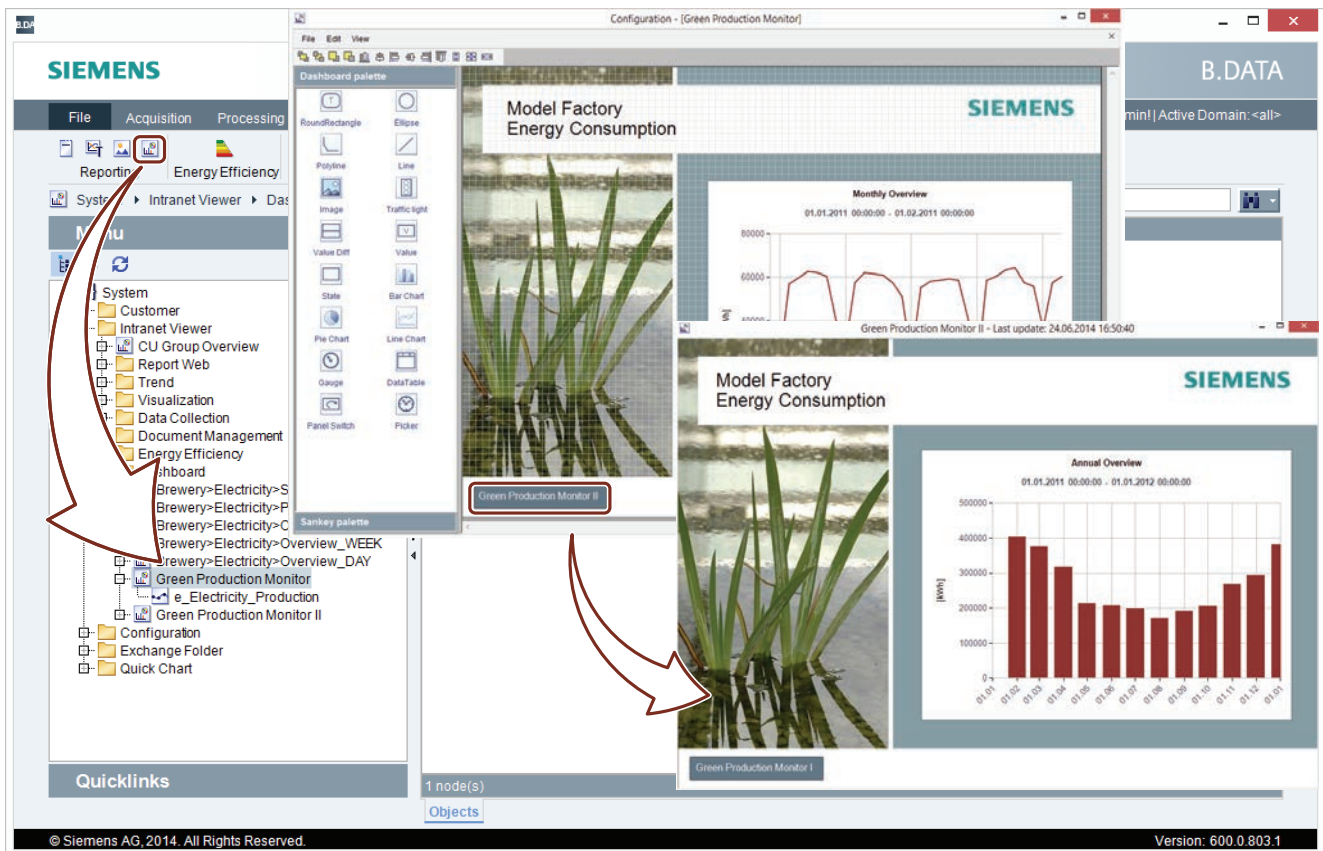 B.DA
SIEMENS
B.DATA
File Acquisition Processing
min!|Active Domain: <all>
Energy Efficiency
Intranet Viewer
System
Customer
Intranet Viewer
CU Group Overview
Report Web
Trend
Visualization
Data Collection
Document Management
Energy Efficiency
Brewery>Electricity>S
Brewery>Electricity>P
Brewery>Electricity>O
Brewery>Electricity>Overview_WEEK
Brewery>Electricity>Overview_DAY
Green Production Monitor
e_Electricity_Production
Green Production Monitor II
Configuration
Exchange Folder
Quick Chart
Quicklinks
1 node(s)
Objects
© Siemens AG, 2014. All Rights Reserved.
Version: 600.0.803.1
Configuration - [Green Production Monitor]
File Edit View
Dashboard palette
RoundRectangle Ellipse
Polyline Line
Image Traffic light
Value Diff Value
State Bar Chart
Pie Chart Line Chart
Gauge DataTable
Panel Switch Picker
Sankey palette
Model Factory
Energy Consumption
SIEMENS
Monthly Overview
01.01.2011 00:00:00 - 01.02.2011 00:00:00
80000
60000
Green Production Monitor II
Green Production Monitor II - Last update: 24.06.2014 16:50:40
Model Factory
Energy Consumption
SIEMENS
Annual Overview
01.01.2011 00:00:00 - 01.01.2012 00:00:00
[kWh]
500000
400000
300000
200000
100000
0
01.01 01.02 01.03 01.04 01.05 01.06 01.07 01.08 01.09 01.10 01.11 01.12 01.01
Green Production Monitor I